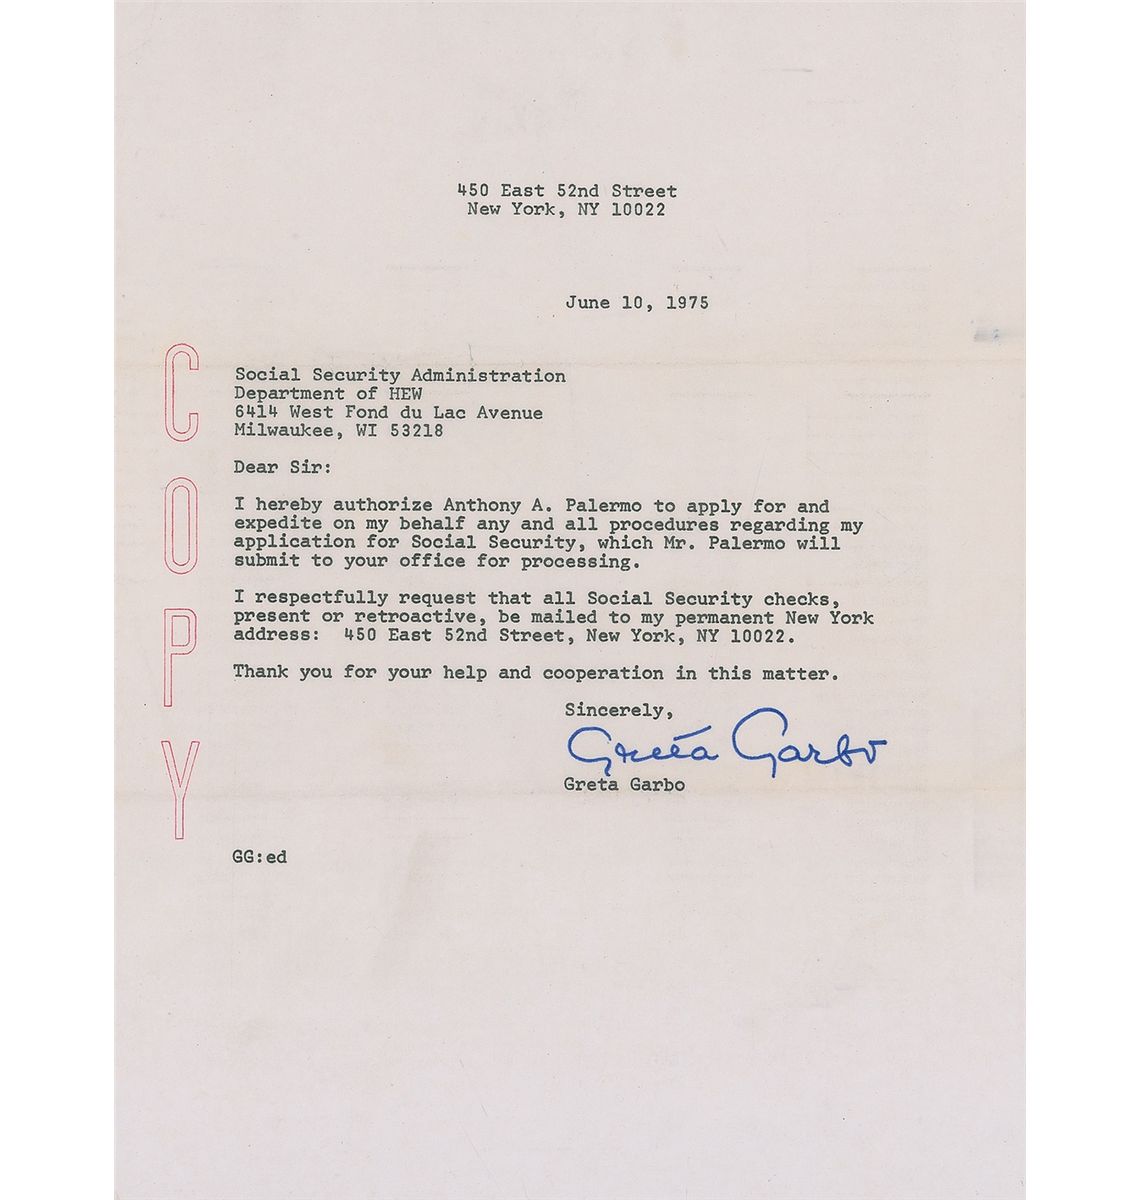 450 East 52nd Street
New York, NY 10022
June 10, 1975
COPY
Social Security Administration
Department of HEW
6414 West Fond du Lac Avenue
Milwaukee, WI 53218
Dear Sir:
I hereby authorize Anthony A. Palermo to apply for and
expedite on my behalf any and all procedures regarding my
application for Social Security, which Mr. Palermo will
submit to your office for processing.
I respectfully request that all Social Security checks,
present or retroactive, be mailed to my permanent New York
address:  450 East 52nd Street, New York, NY 10022.
Thank you for your help and cooperation in this matter.
Sincerely,
Greta Garbo
Greta Garbo
GG:ed